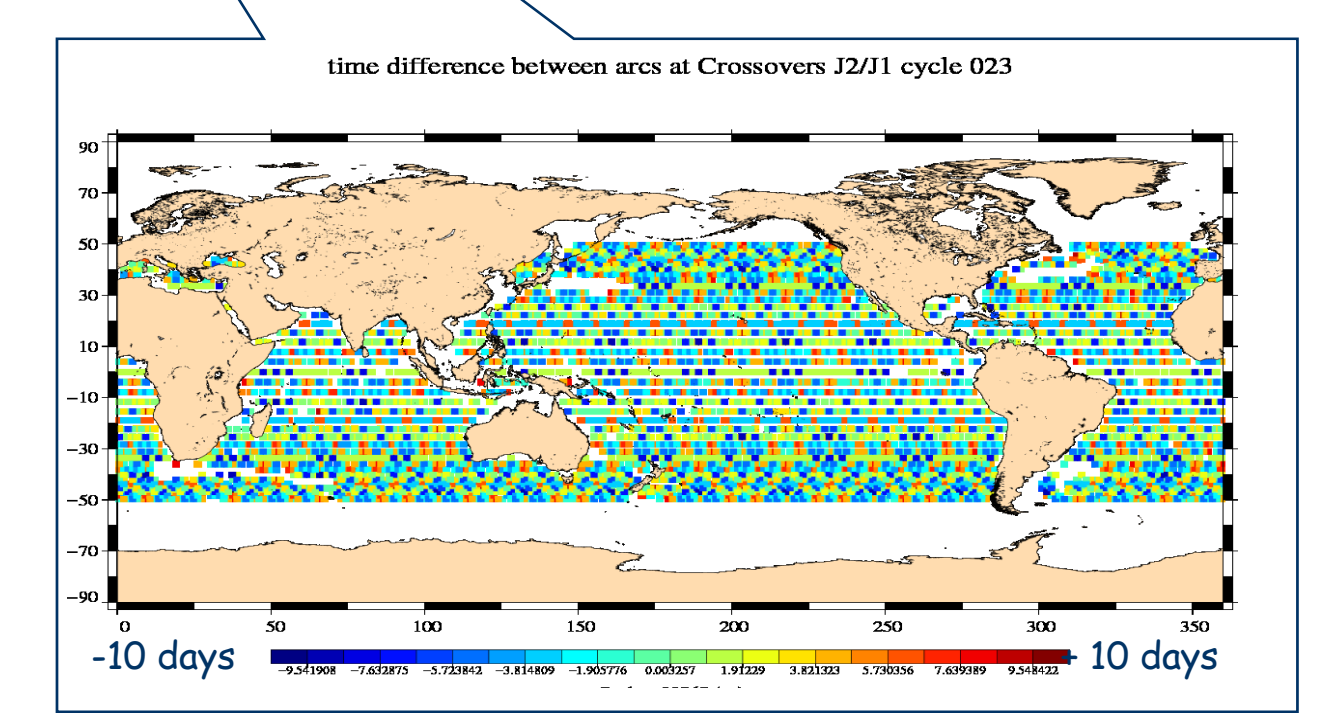 time difference between arcs at Crossovers J2/J1 cycle 023
90
70
50
30
10
−10
−30
−50
−70
−90
0 50 100 150 200 250 300 350
-10 days
+ 10 days
−9.541908 −7.632875 −5.723842 −3.814809 −1.905776 0.003257 1.91229 3.821323 5.730356 7.639389 9.548422